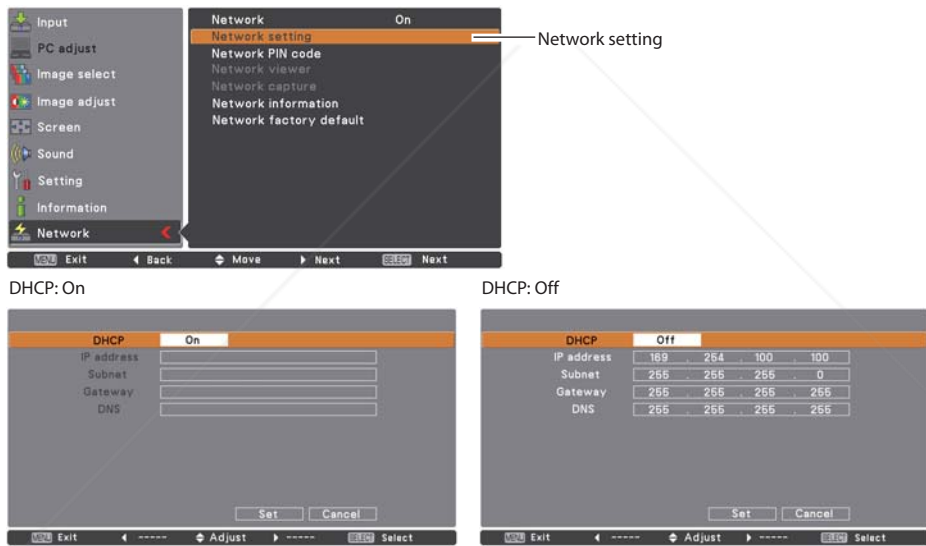 Input
PC adjust
Image select
Image adjust
Screen
Sound
Setting
Information
Network
Network On
Network setting
Network PIN code
Network viewer
Network capture
Network information
Network factory default
Network setting
MENU Exit Back Move Next SELECT Next
DHCP: On
DHCP On
IP address
Subnet
Gateway
DNS
Set Cancel
MENU Exit ----- Adjust ----- SELECT Select
DHCP: Off
DHCP Off
IP address 169 . 254 . 100 . 100
Subnet 255 . 255 . 255 . 0
Gateway 255 . 255 . 255 . 255
DNS 255 . 255 . 255 . 255
Set Cancel
MENU Exit ----- Adjust ----- SELECT Select